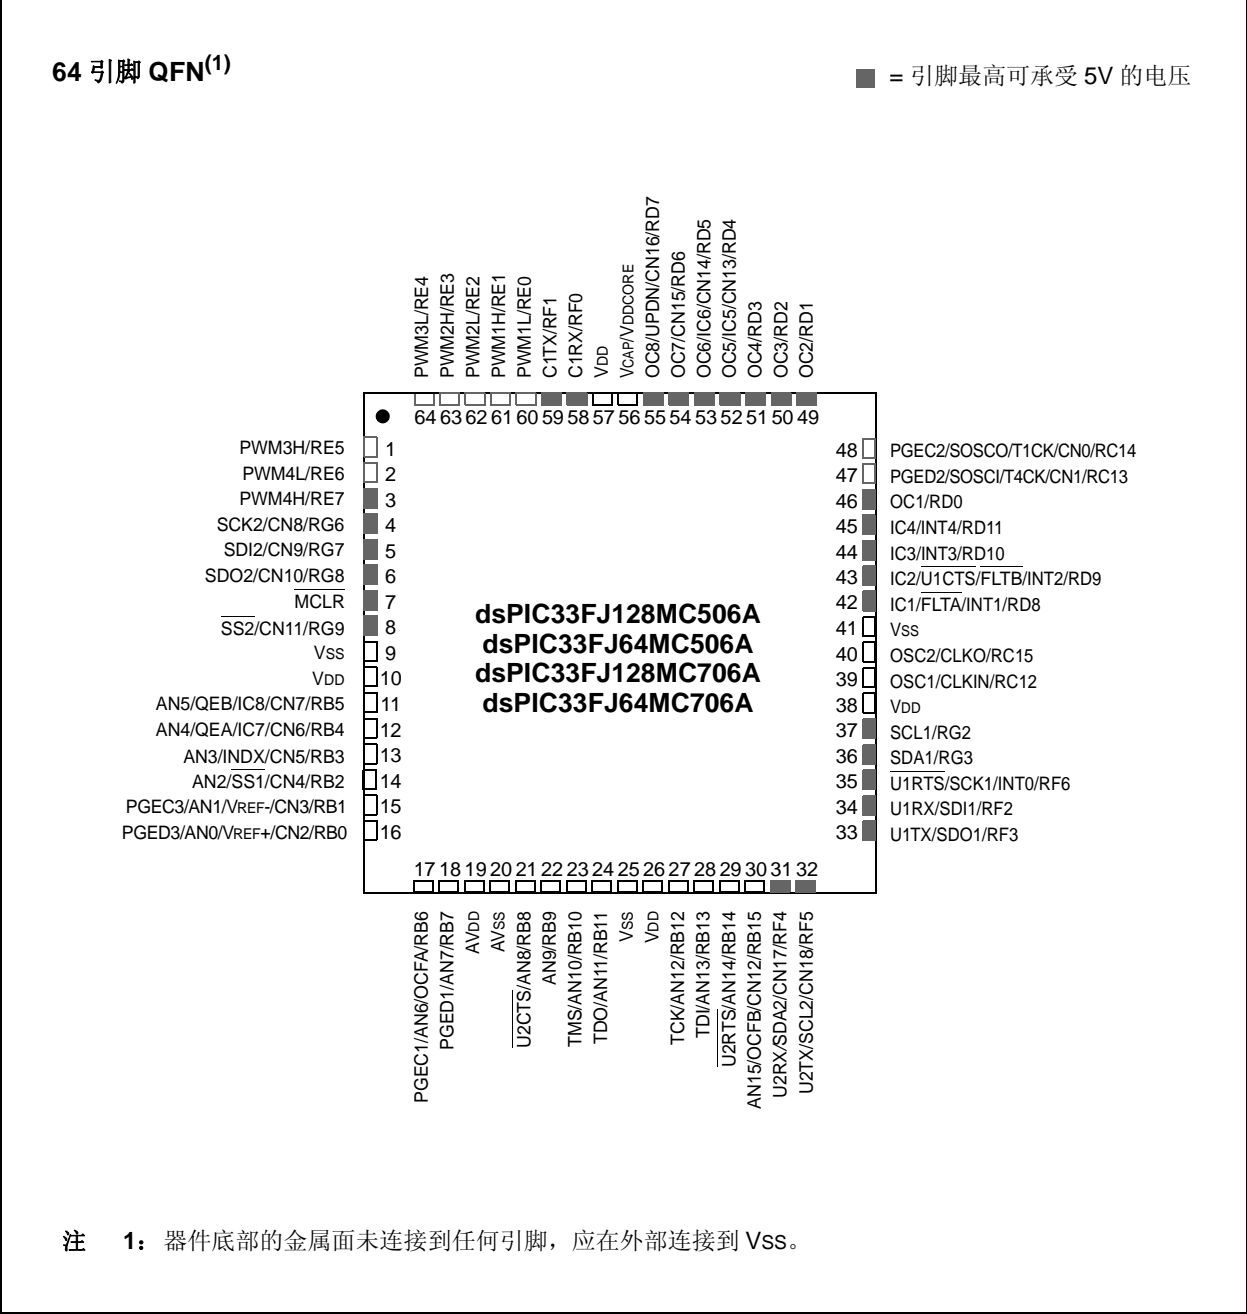 64 引脚 QFN(1)
= 引脚最高可承受 5V 的电压
PWM3L/RE4
PWM2H/RE3
PWM2L/RE2
PWM1H/RE1
PWM1L/RE0
C1TX/RF1
C1RX/RF0
VDD
VCAP/VDDCORE
OC8/UPDN/CN16/RD7
OC7/CN15/RD6
OC6/IC6/CN14/RD5
OC5/IC5/CN13/RD4
OC4/RD3
OC3/RD2
OC2/RD1
64 63 62 61 60 59 58 57 56 55 54 53 52 51 50 49
PWM3H/RE5 1
PWM4L/RE6 2
PWM4H/RE7 3
SCK2/CN8/RG6 4
SDI2/CN9/RG7 5
SDO2/CN10/RG8 6
MCLR 7
SS2/CN11/RG9 8
VSS 9
VDD 10
AN5/QEB/IC8/CN7/RB5 11
AN4/QEA/IC7/CN6/RB4 12
AN3/INDX/CN5/RB3 13
AN2/SS1/CN4/RB2 14
PGEC3/AN1/VREF-/CN3/RB1 15
PGED3/AN0/VREF+/CN2/RB0 16
dsPIC33FJ128MC506A
dsPIC33FJ64MC506A
dsPIC33FJ128MC706A
dsPIC33FJ64MC706A
48 PGEC2/SOSCO/T1CK/CN0/RC14
47 PGED2/SOSCI/T4CK/CN1/RC13
46 OC1/RD0
45 IC4/INT4/RD11
44 IC3/INT3/RD10
43 IC2/U1CTS/FLTB/INT2/RD9
42 IC1/FLTA/INT1/RD8
41 VSS
40 OSC2/CLKO/RC15
39 OSC1/CLKIN/RC12
38 VDD
37 SCL1/RG2
36 SDA1/RG3
35 U1RTS/SCK1/INT0/RF6
34 U1RX/SDI1/RF2
33 U1TX/SDO1/RF3
17 18 19 20 21 22 23 24 25 26 27 28 29 30 31 32
PGEC1/AN6/OCFA/RB6
PGED1/AN7/RB7
AVDD
AVSS
U2CTS/AN8/RB8
AN9/RB9
TMS/AN10/RB10
TDO/AN11/RB11
VSS
VDD
TCK/AN12/RB12
TDI/AN13/RB13
U2RTS/AN14/RB14
AN15/OCFB/CN12/RB15
U2RX/SDA2/CN17/RF4
U2TX/SCL2/CN18/RF5
注 1：器件底部的金属面未连接到任何引脚，应在外部连接到 VSS。